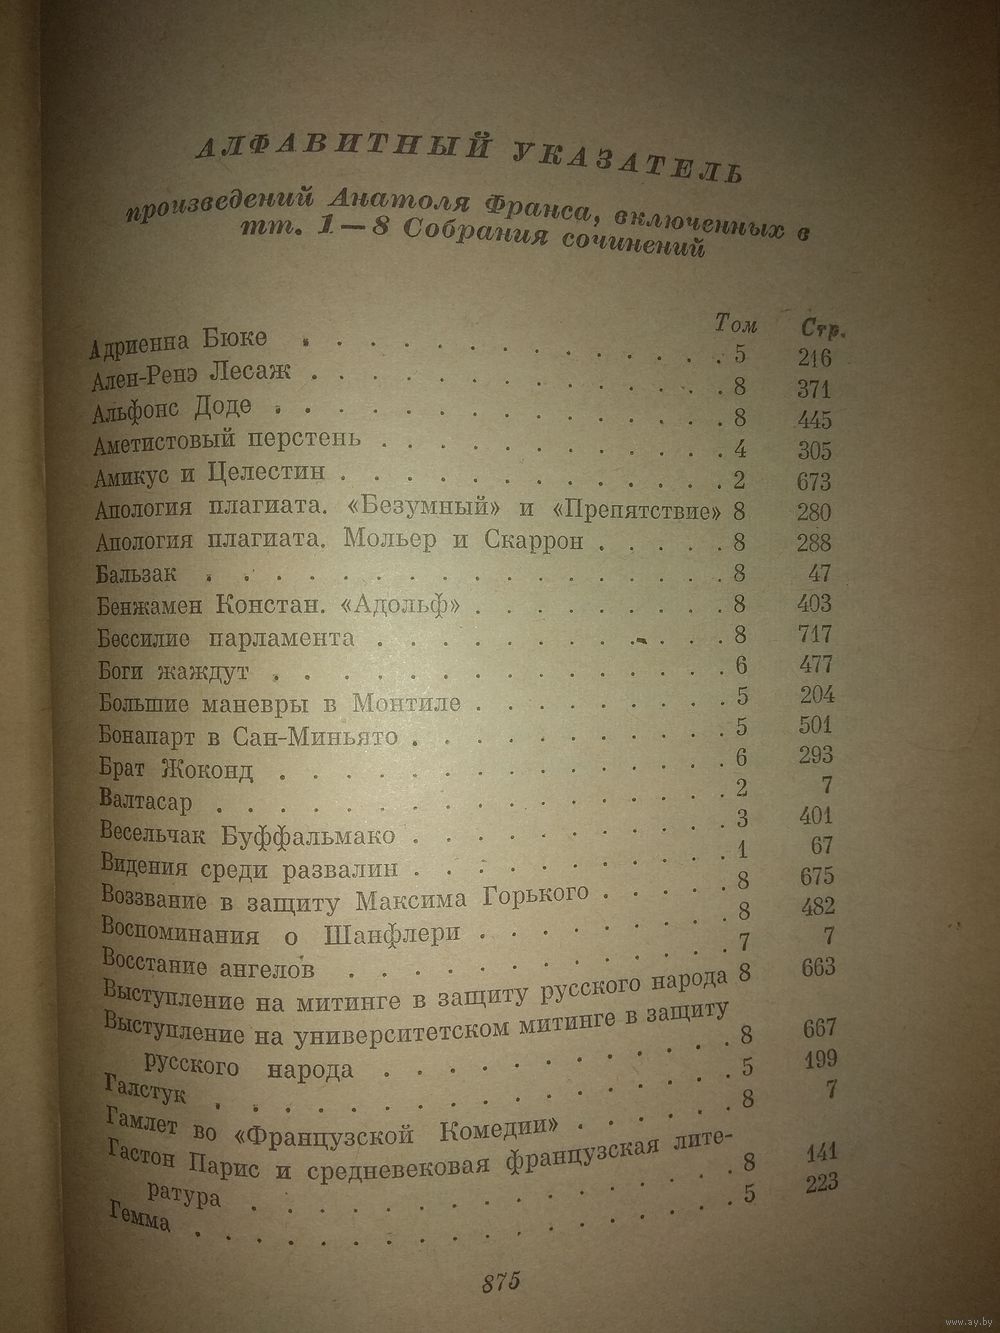 АЛФАВИТНЫЙ УКАЗАТЕЛЬ
произведений Анатоля Франса, включенных в
тт. 1—8 Собрания сочинений
Том Стр.
Адриенна Бюке . . . . . . . . . . . . . . 5 216
Ален-Ренэ Лесаж . . . . . . . . . . . . . 8 371
Альфонс Доде . . . . . . . . . . . . . . 8 445
Аметистовый перстень . . . . . . . . . . . 4 305
Амикус и Целестин . . . . . . . . . . . . 2 673
Апология плагиата. «Безумный» и «Препятствие» 8 280
Апология плагиата. Мольер и Скаррон . . . . . 8 288
Бальзак . . . . . . . . . . . . . . . . 8 47
Бенжамен Констан. «Адольф» . . . . . . . . 8 403
Бессилие парламента . . . . . . . . . . . 8 717
Боги жаждут . . . . . . . . . . . . . . 6 477
Большие маневры в Монтиле . . . . . . . . 5 204
Бонапарт в Сан-Миньято . . . . . . . . . . 5 501
Брат Жоконд . . . . . . . . . . . . . . 6 293
Валтасар . . . . . . . . . . . . . . . . 2 7
Весельчак Буффальмако . . . . . . . . . . 3 401
Видения среди развалин . . . . . . . . . . 1 67
Воззвание в защиту Максима Горького . . . . . 8 675
Воспоминания о Шанфлери . . . . . . . . 8 482
Восстание ангелов . . . . . . . . . . . . 7 7
Выступление на митинге в защиту русского народа 8 663
Выступление на университетском митинге в защиту
русского народа . . . . . . . . . . . 8 667
Галстук . . . . . . . . . . . . . . . . 5 199
Гамлет во «Французской Комедии» . . . . . . 8 7
Гастон Парис и средневековая французская лите-
ратура . . . . . . . . . . . . . . . 8 141
Гемма . . . . . . . . . . . . . . . . . 5 223
875
www.ay.by